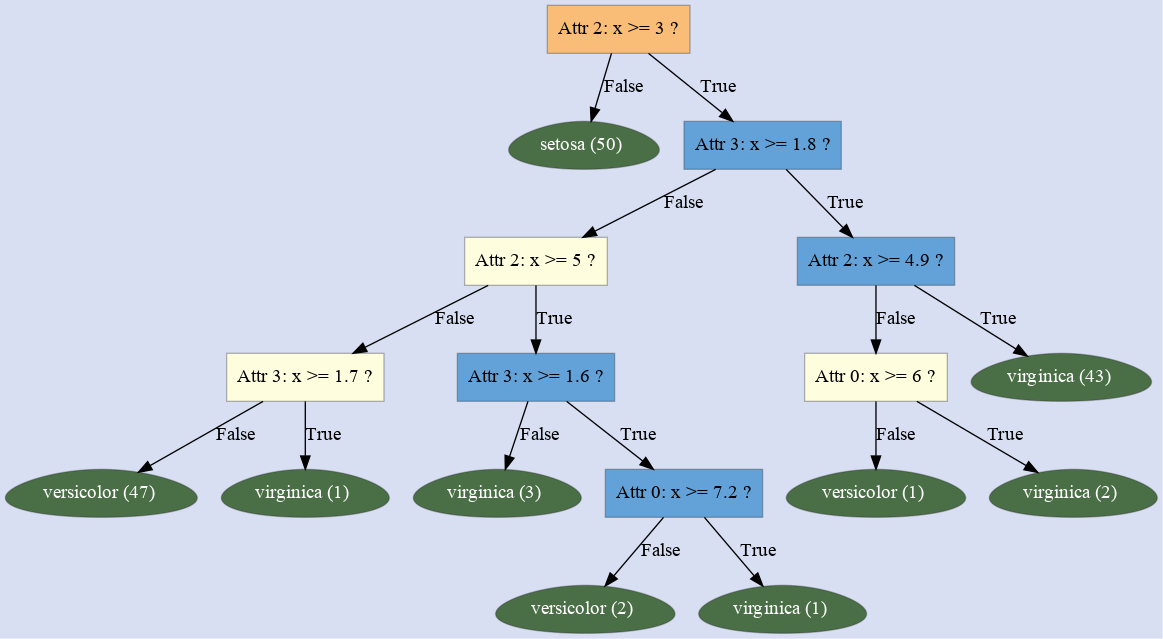 Attr 2: x >= 3 ?
False
True
setosa (50)
Attr 3: x >= 1.8 ?
False
True
Attr 2: x >= 5 ?
Attr 2: x >= 4.9 ?
False
True
False
True
Attr 3: x >= 1.7 ?
Attr 3: x >= 1.6 ?
Attr 0: x >= 6 ?
virginica (43)
False
True
False
True
False
True
versicolor (47)
virginica (1)
virginica (3)
Attr 0: x >= 7.2 ?
versicolor (1)
virginica (2)
False
True
versicolor (2)
virginica (1)